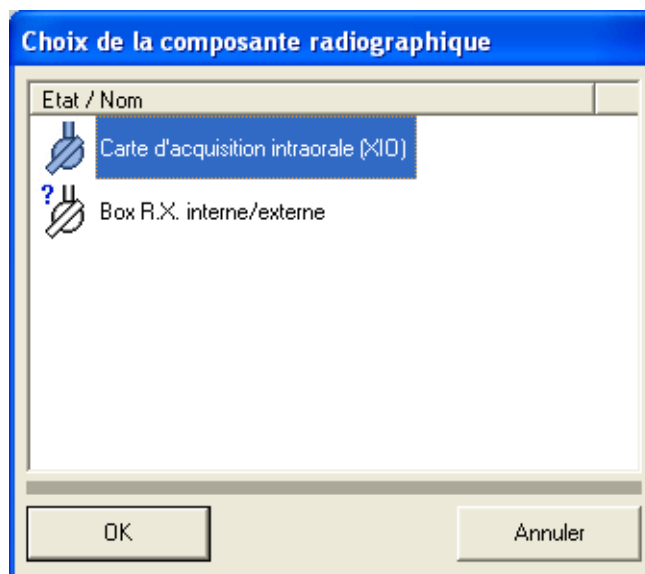 Choix de la composante radiographique
Etat / Nom
Carte d'acquisition intraorale (XIO)
? Box R.X. interne/externe
OK
Annuler